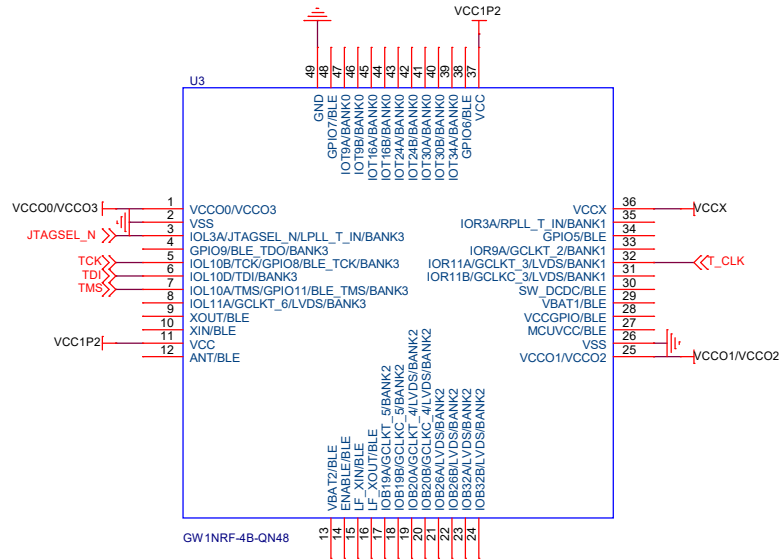 VCC1P2
49
48
47
46
45
44
43
42
41
40
39
38
37
U3
GND
GPIO7/BLE
IOT9A/BANK0
IOT9B/BANK0
IOT16A/BANK0
IOT16B/BANK0
IOT24A/BANK0
IOT24B/BANK0
IOT30A/BANK0
IOT30B/BANK0
IOT34A/BANK0
GPIO6/BLE
VCC
VCCO0/VCCO3
1 VCCO0/VCCO3
2 VSS
JTAGSEL_N
3 IOL3A/JTAGSEL_N/LPLL_T_IN/BANK3
4 GPIO9/BLE_TDO/BANK3
TCK
5 IOL10B/TCK/GPIO8/BLE_TCK/BANK3
TDI
6 IOL10D/TDI/BANK3
TMS
7 IOL10A/TMS/GPIO11/BLE_TMS/BANK3
8 IOL11A/GCLKT_6/LVDS/BANK3
9 XOUT/BLE
10 XIN/BLE
VCC1P2
11 VCC
12 ANT/BLE
VCCX 36
VCCX
IOR3A/RPLL_T_IN/BANK1 35
GPIO5/BLE 34
IOR9A/GCLKT_2/BANK1 33
IOR11A/GCLKT_3/LVDS/BANK1 32
T_CLK
IOR11B/GCLKC_3/LVDS/BANK1 31
SW_DCDC/BLE 30
VBAT1/BLE 29
VCCGPIO/BLE 28
MCUVCC/BLE 27
VSS 26
VCCO1/VCCO2 25
VCCO1/VCCO2
VBAT2/BLE
ENABLE/BLE
LF_XIN/BLE
LF_XOUT/BLE
IOB19A/GCLKT_5/BANK2
IOB19B/GCLKC_5/BANK2
IOB20A/GCLKT_4/LVDS/BANK2
IOB20B/GCLKC_4/LVDS/BANK2
IOB26A/LVDS/BANK2
IOB26B/LVDS/BANK2
IOB32A/LVDS/BANK2
IOB32B/LVDS/BANK2
GW1NRF-4B-QN48
13
14
15
16
17
18
19
20
21
22
23
24